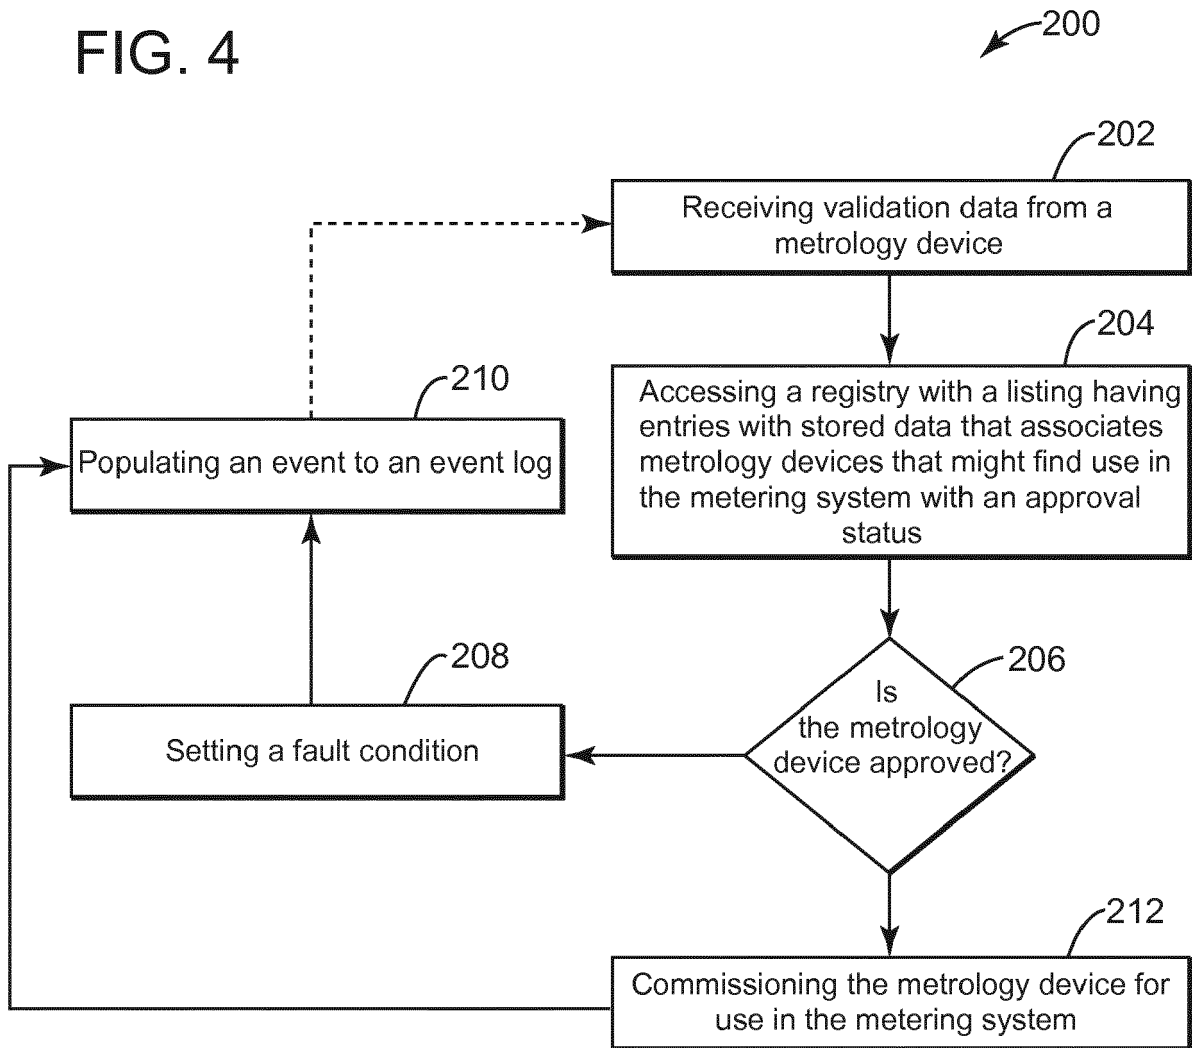 FIG. 4
200
202
Receiving validation data from a
metrology device
204
Accessing a registry with a listing having
entries with stored data that associates
metrology devices that might find use in
the metering system with an approval
status
210
Populating an event to an event log
206
Is
the metrology
device approved?
208
Setting a fault condition
212
Commissioning the metrology device for
use in the metering system